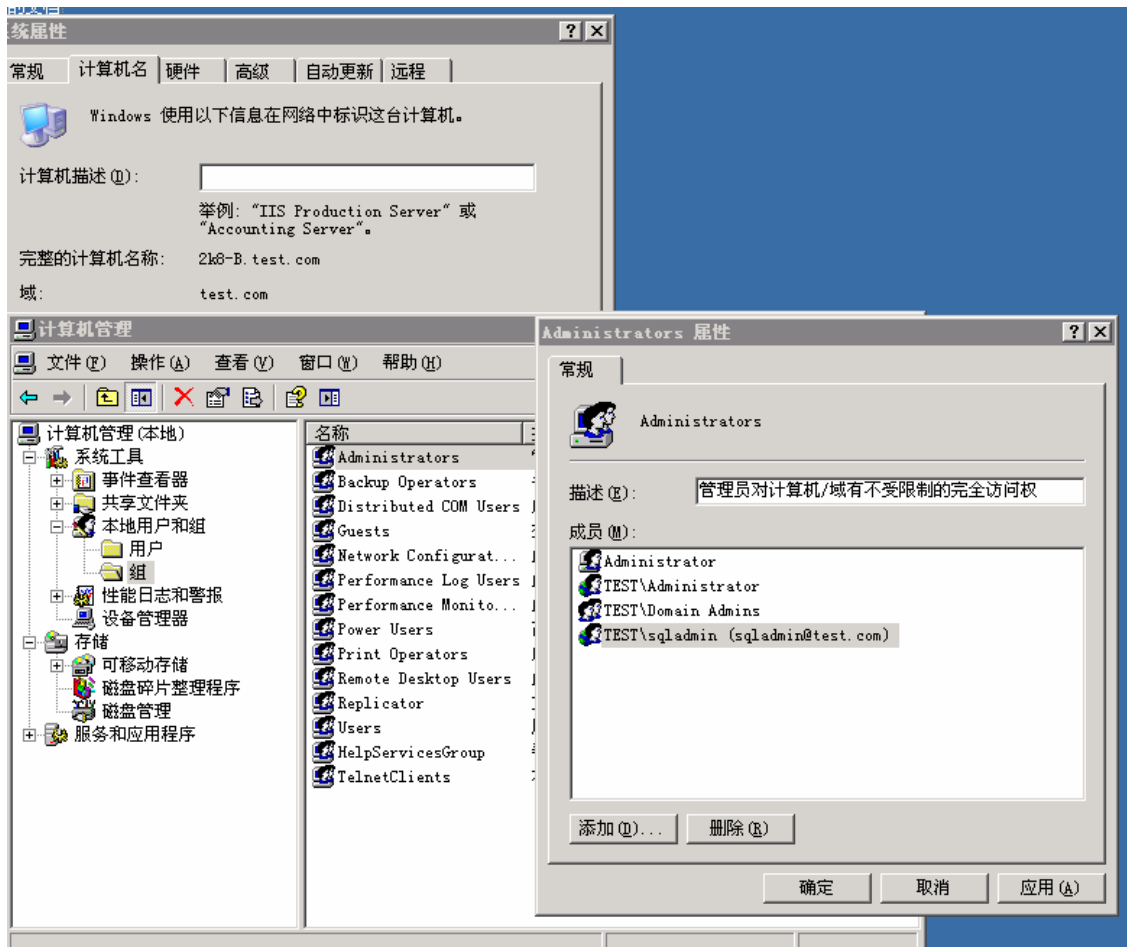 系统属性
常规 计算机名 硬件 高级 自动更新 远程
Windows 使用以下信息在网络中标识这台计算机。
计算机描述(D):
举例: "IIS Production Server" 或
"Accounting Server"。
完整的计算机名称: 2k8-B.test.com
域: test.com
计算机管理
文件(F) 操作(A) 查看(V) 窗口(W) 帮助(H)
计算机管理(本地)
系统工具
事件查看器
共享文件夹
本地用户和组
用户
组
性能日志和警报
设备管理器
存储
可移动存储
磁盘碎片整理程序
磁盘管理
服务和应用程序
名称
Administrators
Backup Operators
Distributed COM Users
Guests
Network Configurat...
Performance Log Users
Performance Monito...
Power Users
Print Operators
Remote Desktop Users
Replicator
Users
HelpServicesGroup
TelnetClients
Administrators 属性
常规
Administrators
描述(E): 管理员对计算机/域有不受限制的完全访问权
成员(M):
Administrator
TEST\Administrator
TEST\Domain Admins
TEST\sqladmin (sqladmin@test.com)
添加(D)... 删除(R)
确定 取消 应用(A)